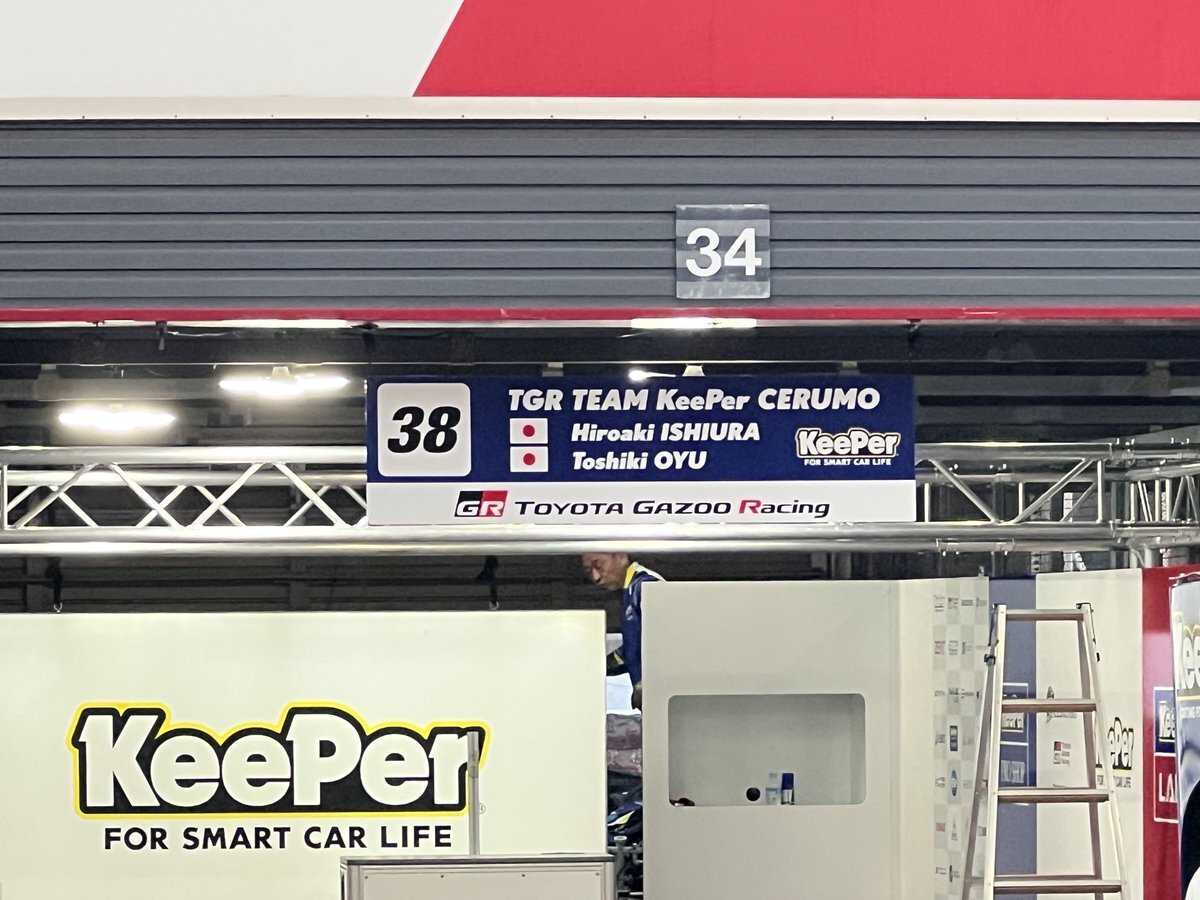 34
38
TGR TEAM KeePer CERUMO
Hiroaki ISHIURA
Toshiki OYU
KeePer
FOR SMART CAR LIFE
GR TOYOTA GAZOO Racing
KeePer
FOR SMART CAR LIFE